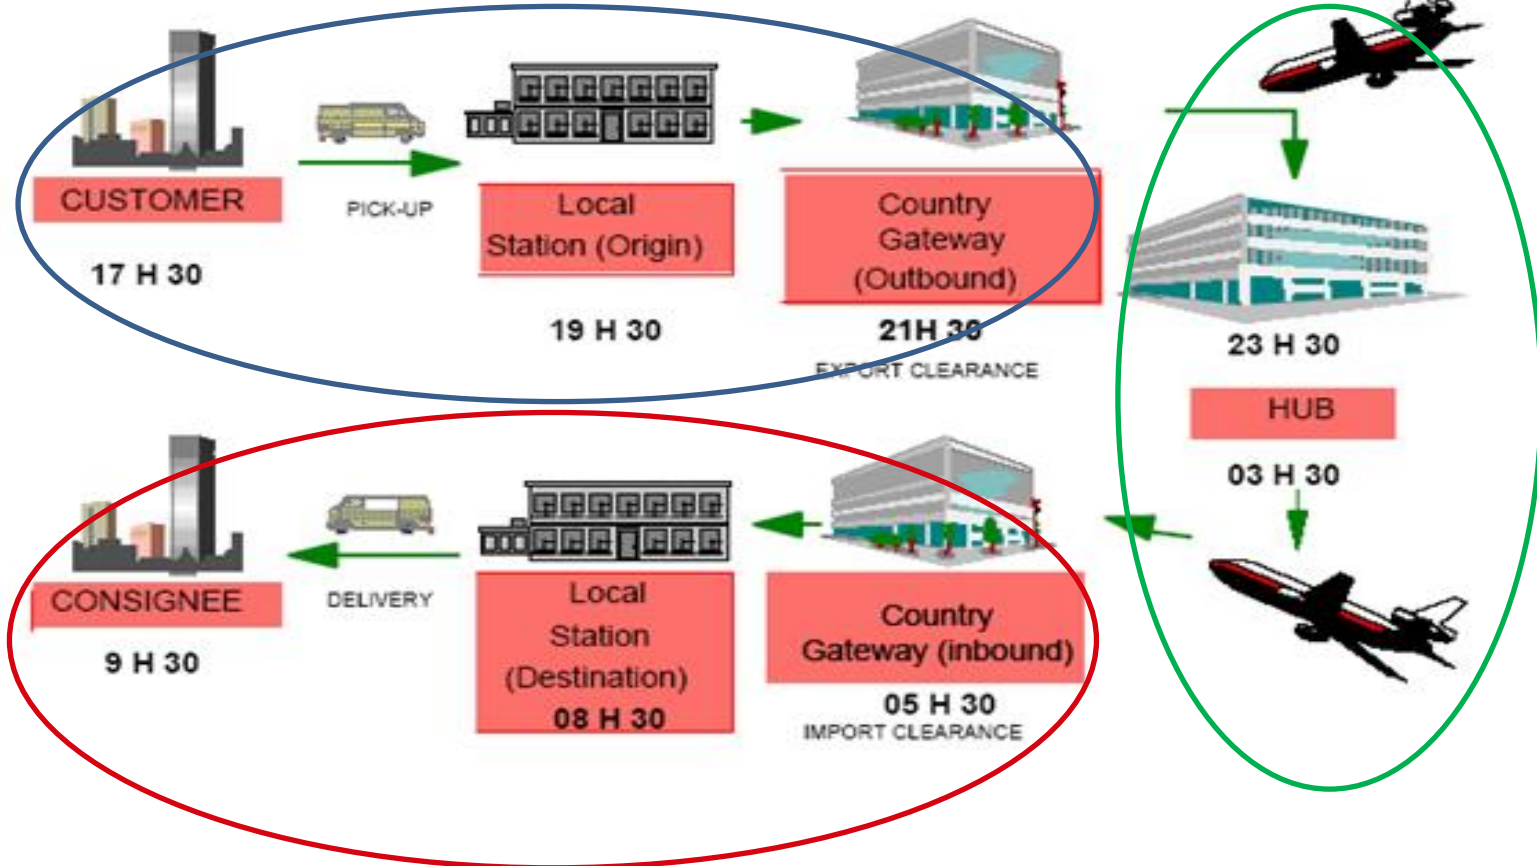 CUSTOMER
17 H 30
PICK-UP
Local
Station (Origin)
19 H 30
Country
Gateway
(Outbound)
21H 30
EXPORT CLEARANCE
23 H 30
HUB
03 H 30
CONSIGNEE
9 H 30
DELIVERY
Local
Station
(Destination)
08 H 30
Country
Gateway (inbound)
05 H 30
IMPORT CLEARANCE